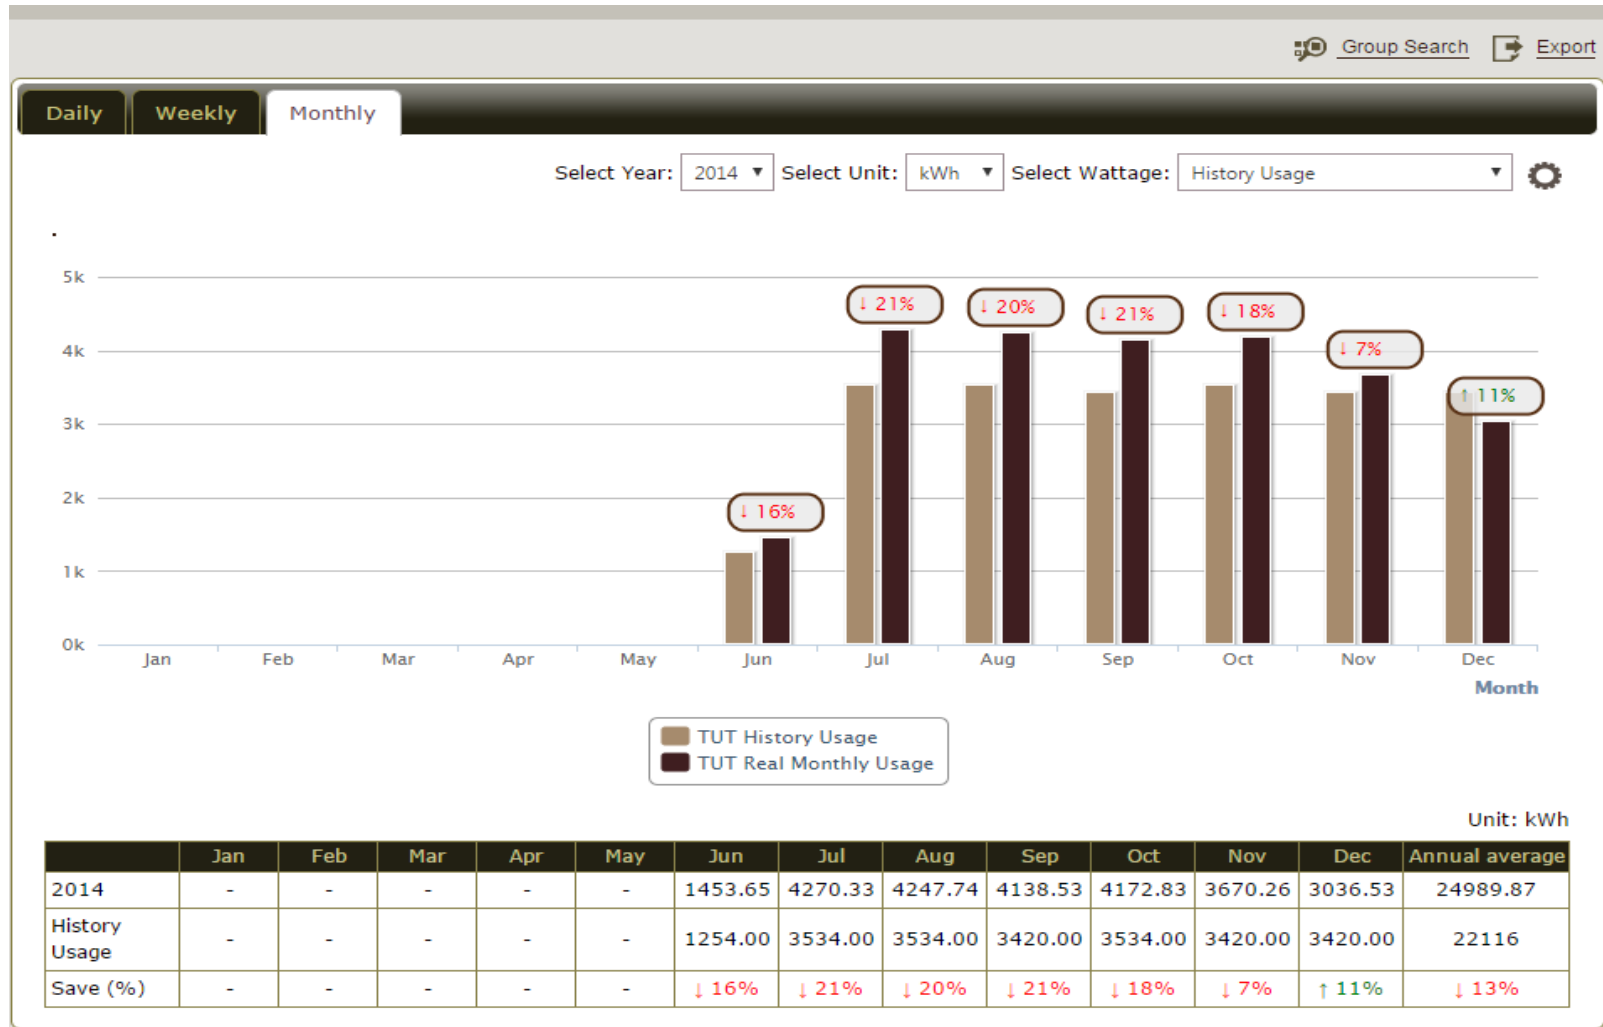 Group Search Export
Daily Weekly Monthly
Select Year: 2014 ▼ Select Unit: kWh ▼ Select Wattage: History Usage ▼
.
5k
4k
3k
2k
1k
0k
↓ 16%
↓ 21%
↓ 20%
↓ 21%
↓ 18%
↓ 7%
↑ 11%
Jan Feb Mar Apr May Jun Jul Aug Sep Oct Nov Dec
Month
TUT History Usage
TUT Real Monthly Usage
Unit: kWh
Jan Feb Mar Apr May Jun Jul Aug Sep Oct Nov Dec Annual average
2014 - - - - - 1453.65 4270.33 4247.74 4138.53 4172.83 3670.26 3036.53 24989.87
History
Usage - - - - - 1254.00 3534.00 3534.00 3420.00 3534.00 3420.00 3420.00 22116
Save (%) - - - - - ↓ 16% ↓ 21% ↓ 20% ↓ 21% ↓ 18% ↓ 7% ↑ 11% ↓ 13%